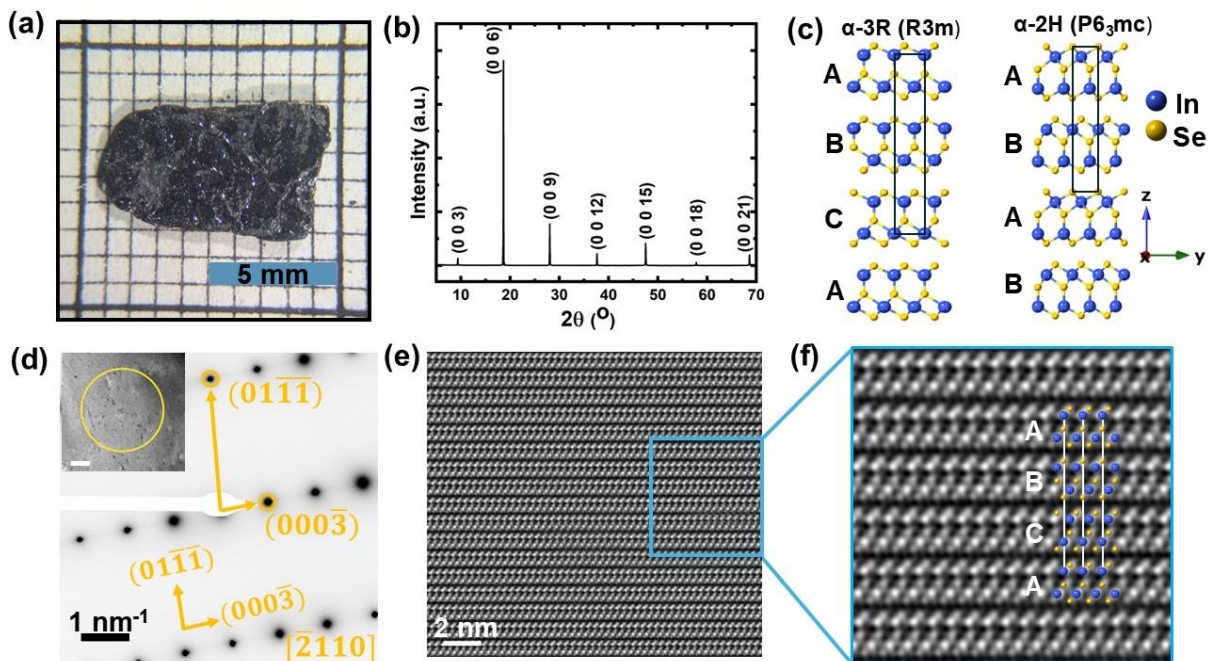 (a)
5 mm
(b)
Intensity (a.u.)
(0 0 3)
(0 0 6)
(0 0 9)
(0 0 12)
(0 0 15)
(0 0 18)
(0 0 21)
10 20 30 40 50 60 70
2θ (°)
(c)
α-3R (R3m)
α-2H (P6₃mc)
A
B
C
A
A
B
A
B
In
Se
z
x
y
(d)
(011̅1̅)
(0003̅)
(011̅1̅)
(0003̅)
1 nm⁻¹
[2̅110]
(e)
2 nm
(f)
A
B
C
A